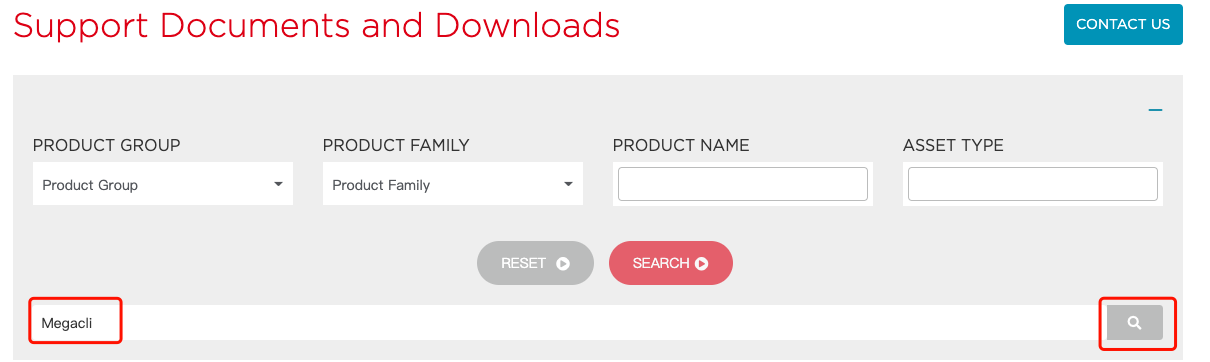 Support Documents and Downloads
CONTACT US
PRODUCT GROUP PRODUCT FAMILY PRODUCT NAME ASSET TYPE
Product Group Product Family
RESET SEARCH
Megacli